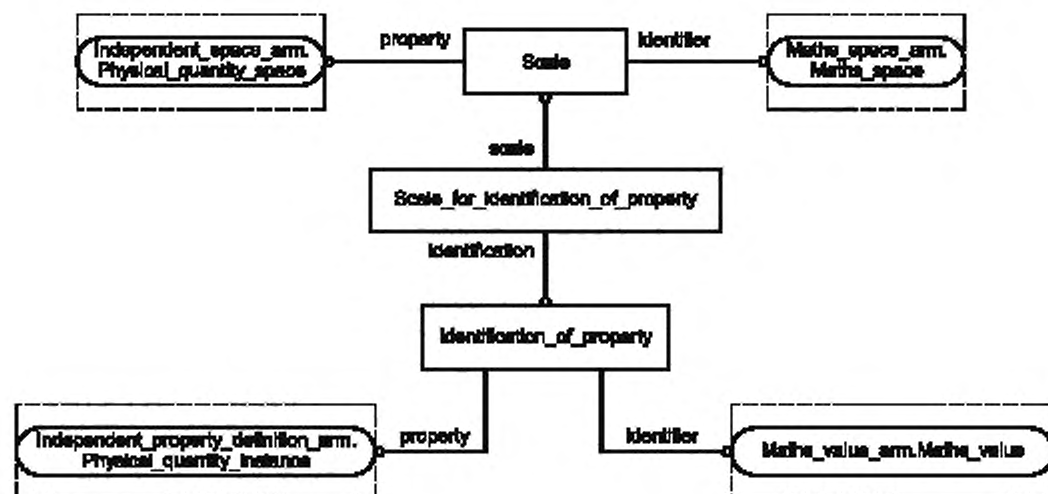 Independent_space_arm.
Physical_quantity_space
property
Scale
identifier
Maths_space_arm.
Maths_space
scale
Scale_for_identification_of_property
identification
Identification_of_property
Independent_property_definition_arm.
Physical_quantity_instance
property
identifier
Maths_value_arm.Maths_value